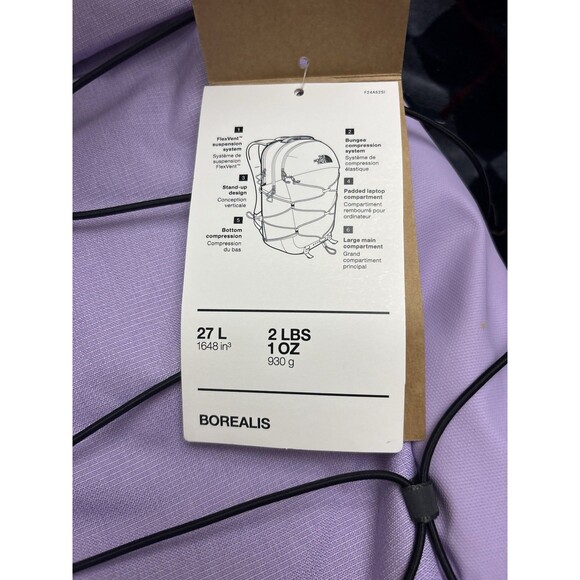 1
FlexVent™
suspension
system
Système de
suspension
FlexVent™
2
Bungee
compression
system
Système de
compression
élastique
3
Stand-up
design
Conception
verticale
4
Padded laptop
compartment
Compartiment
rembourré pour
ordinateur
5
Bottom
compression
Compression
du bas
6
Large main
compartment
Grand
compartiment
principal
27 L
1648 in³
2 LBS
1 OZ
930 g
BOREALIS